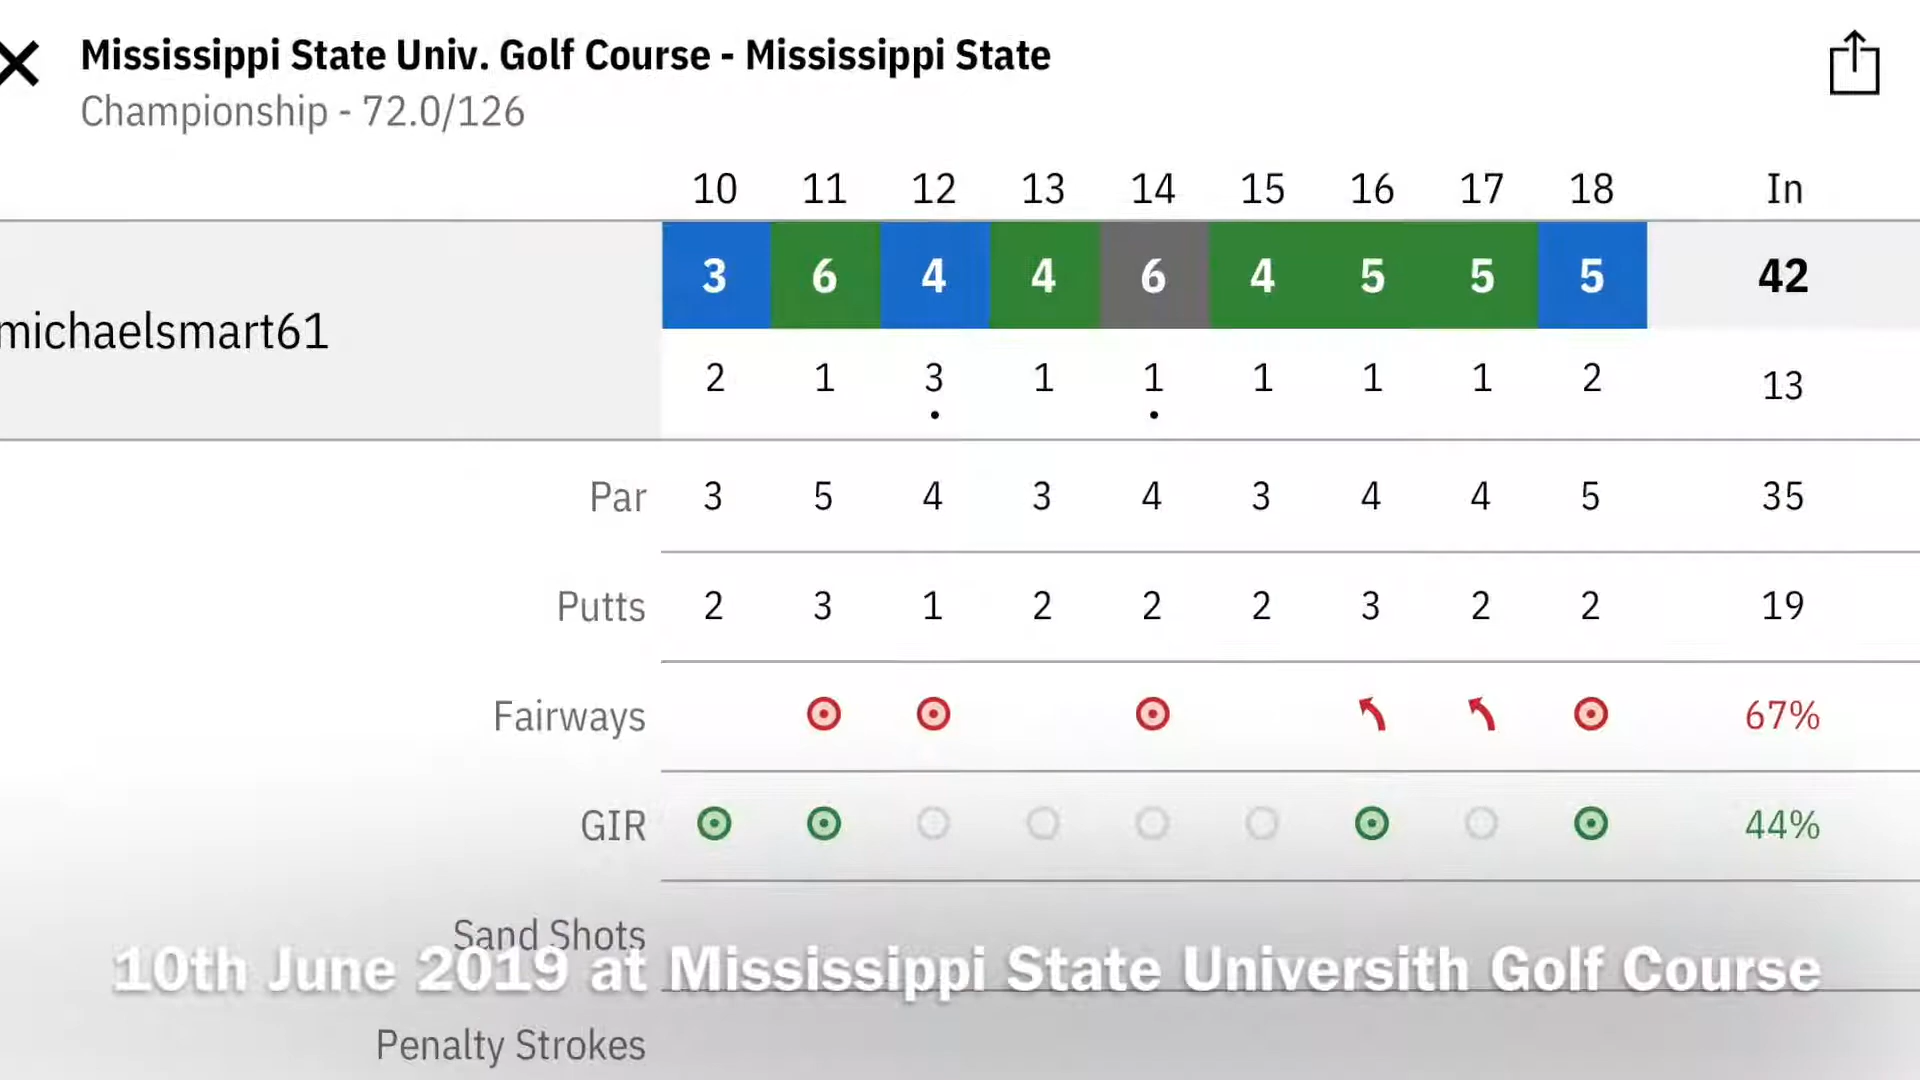 Mississippi State Univ. Golf Course - Mississippi State
Championship - 72.0/126
10 11 12 13 14 15 16 17 18 In
michaelsmart61 3 6 4 4 6 4 5 5 5 42
2 1 3 1 1 1 1 1 2 13
Par 3 5 4 3 4 3 4 4 5 35
Putts 2 3 1 2 2 2 3 2 2 19
Fairways 67%
GIR 44%
Sand Shots
10th June 2019 at Mississippi State Universith Golf Course
Penalty Strokes